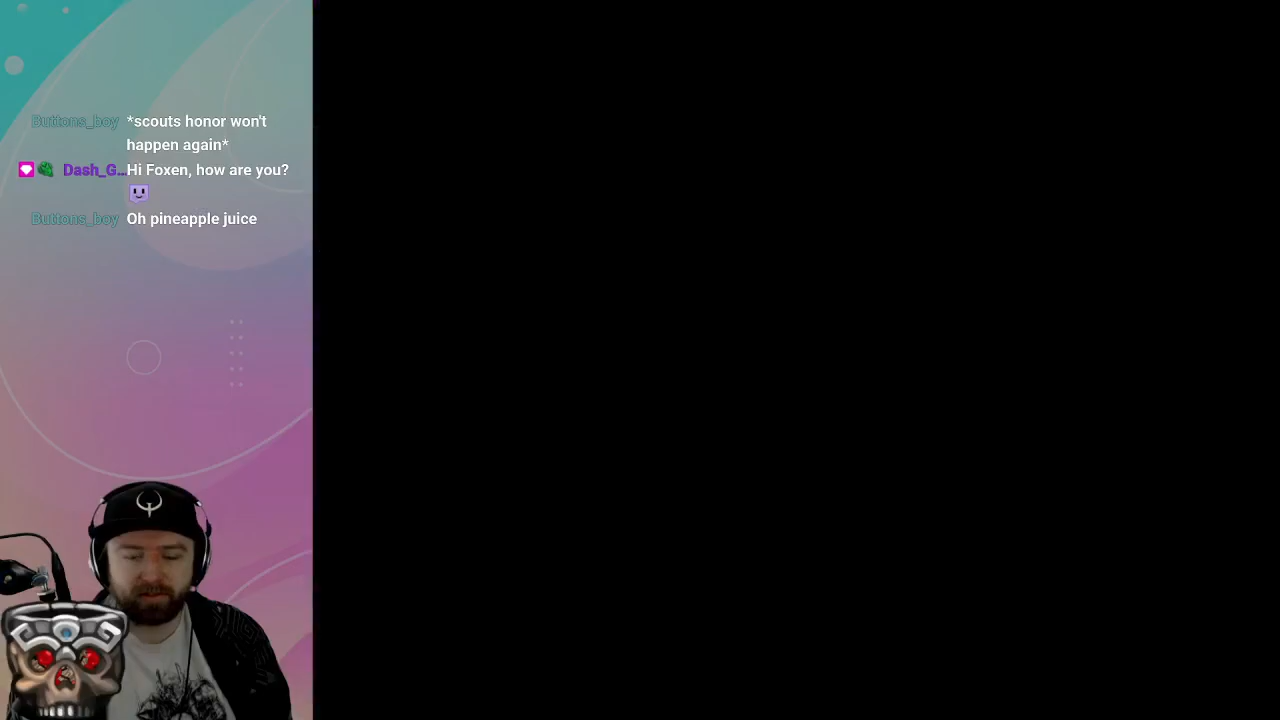 Buttons_boy *scouts honor won't
happen again*
Dash_G… Hi Foxen, how are you?
Buttons_boy Oh pineapple juice